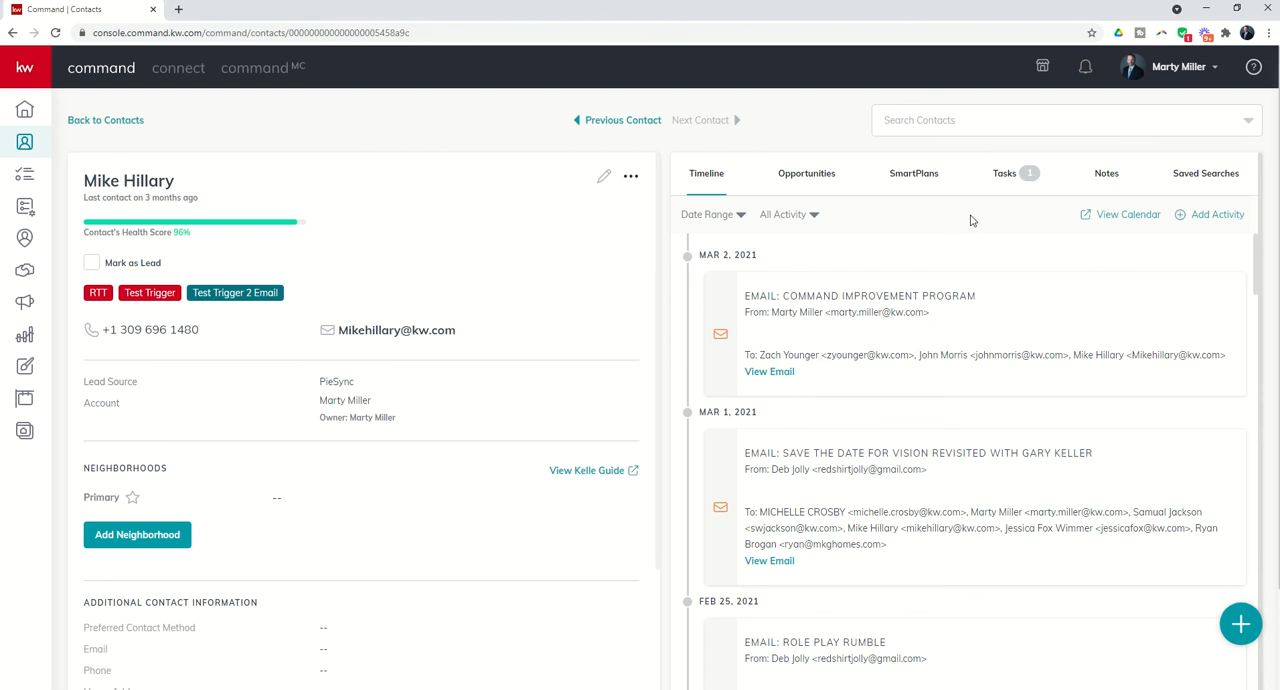 kw Command | Contacts
console.command.kw.com/command/contacts/000000000000000005458a9c
1
9+
kw command connect command MC
Marty Miller
Back to Contacts
Previous Contact Next Contact
Search Contacts
Mike Hillary
Last contact on 3 months ago
Contact's Health Score 96%
Mark as Lead
RTT Test Trigger Test Trigger 2 Email
+1 309 696 1480
Mikehillary@kw.com
Lead Source PieSync
Account Marty Miller
Owner: Marty Miller
NEIGHBORHOODS View Kelle Guide
Primary --
Add Neighborhood
ADDITIONAL CONTACT INFORMATION
Preferred Contact Method --
Email --
Phone --
Timeline Opportunities SmartPlans Tasks 1 Notes Saved Searches
Date Range All Activity View Calendar Add Activity
MAR 2, 2021
EMAIL: COMMAND IMPROVEMENT PROGRAM
From: Marty Miller <marty.miller@kw.com>
To: Zach Younger <zyounger@kw.com>, John Morris <johnmorris@kw.com>, Mike Hillary <Mikehillary@kw.com>
View Email
MAR 1, 2021
EMAIL: SAVE THE DATE FOR VISION REVISITED WITH GARY KELLER
From: Deb Jolly <redshirtjolly@gmail.com>
To: MICHELLE CROSBY <michelle.crosby@kw.com>, Marty Miller <marty.miller@kw.com>, Samual Jackson
<swjackson@kw.com>, Mike Hillary <mikehillary@kw.com>, Jessica Fox Wimmer <jessicafox@kw.com>, Ryan
Brogan <ryan@mkghomes.com>
View Email
FEB 25, 2021
EMAIL: ROLE PLAY RUMBLE
From: Deb Jolly <redshirtjolly@gmail.com>